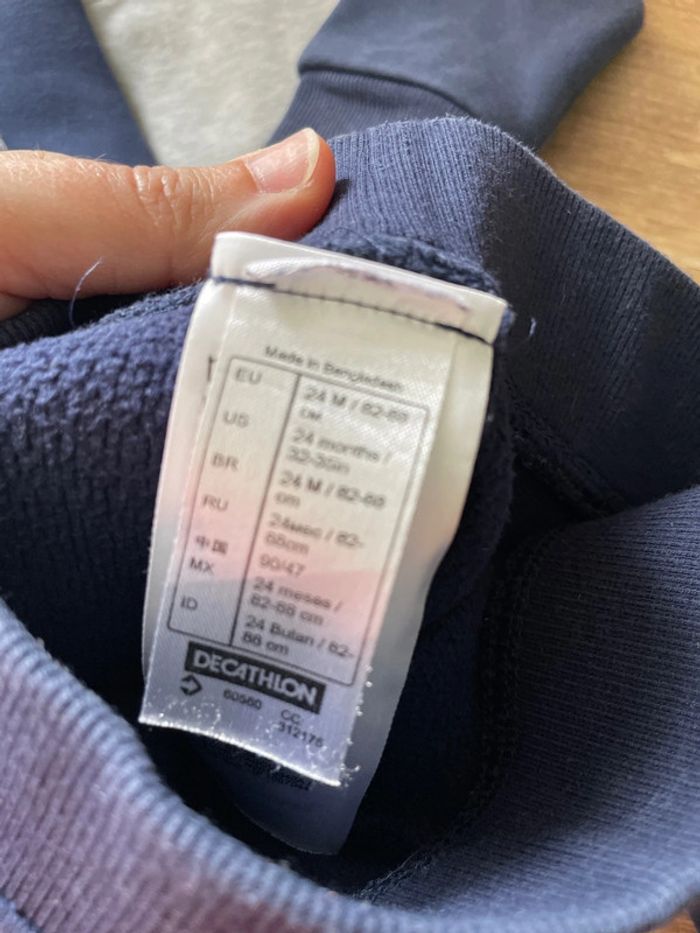 Made in Bangladesh
EU 24 M / 82-88
CM
US 24 months /
32-35in
BR 24 M / 82-88
cm
RU 24мес / 82-
88cm
中国 90/47
MX 24 meses /
82-88 cm
ID 24 Bulan / 82-
88 cm
DECATHLON
60560 CC
312175